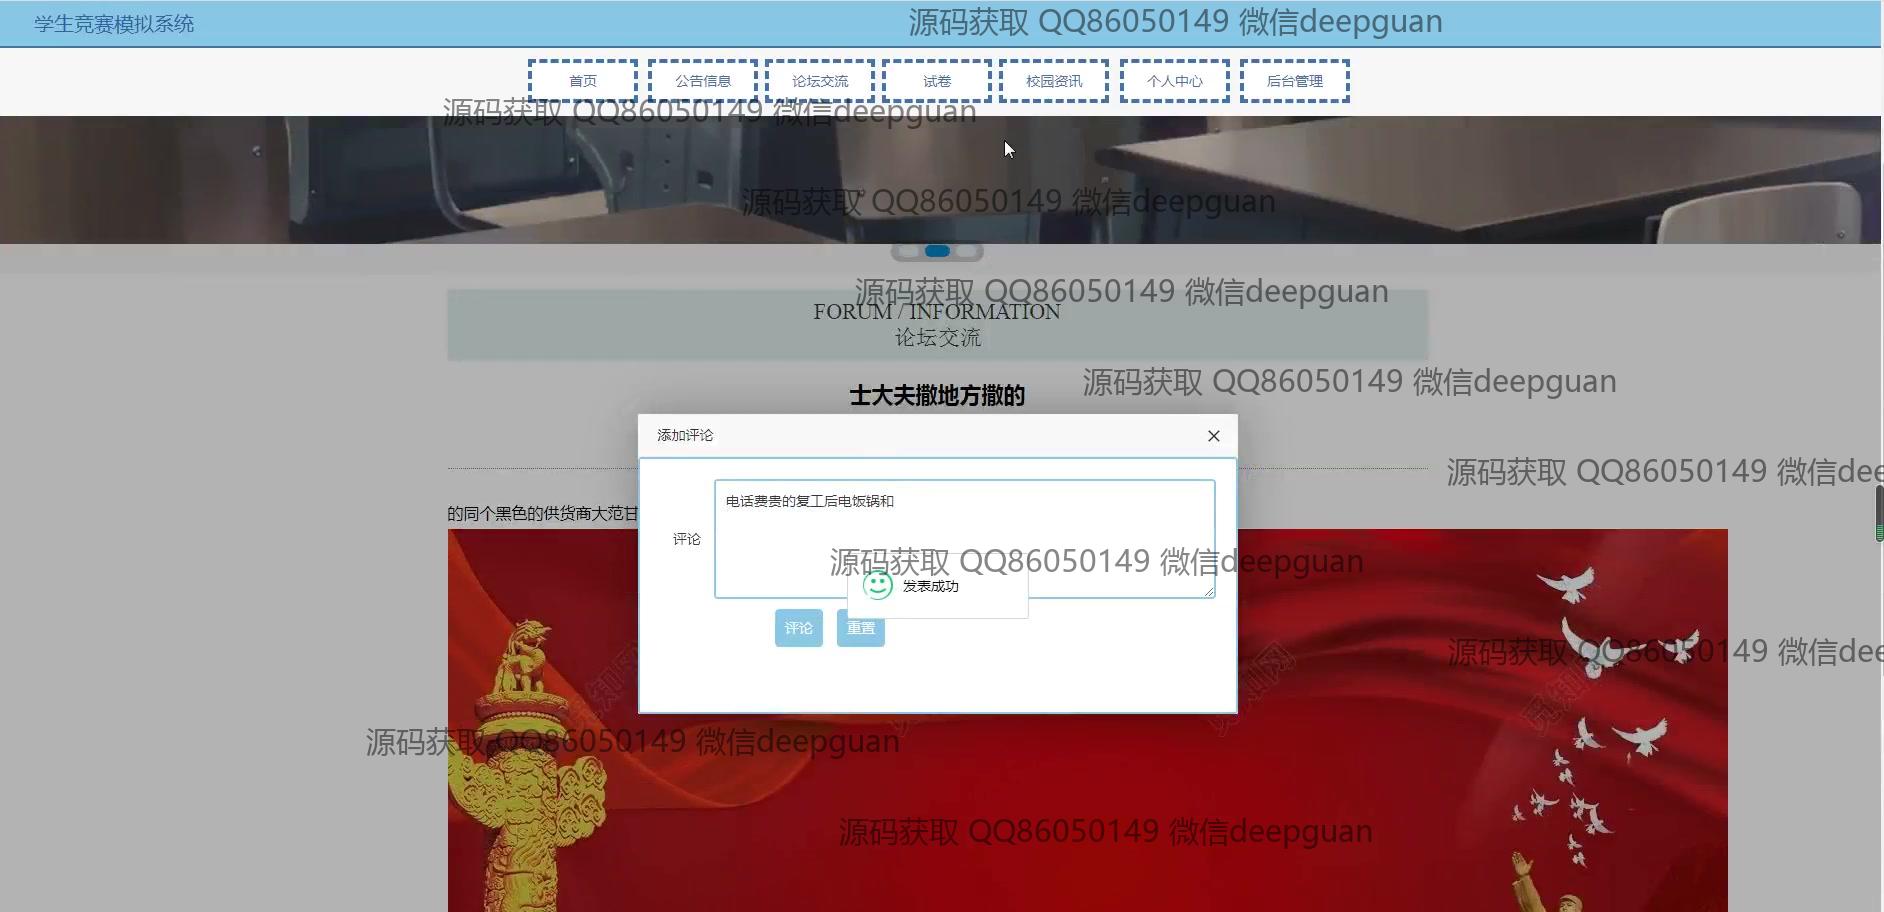 学生竞赛模拟系统
源码获取 QQ86050149 微信deepguan
首页
公告信息
论坛交流
试卷
校园资讯
个人中心
后台管理
源码获取 QQ86050149 微信deepguan
源码获取 QQ86050149 微信deepguan
源码获取 QQ86050149 微信deepguan
FORUM / INFORMATION
论坛交流
源码获取 QQ86050149 微信deepguan
士大夫撒地方撒的
添加评论
源码获取 QQ86050149 微信dee
电话费贵的复工后电饭锅和
的同个黑色的供货商大范甘
评论
源码获取 QQ86050149 微信deepguan
发表成功
评论
重置
源码获取 QQ86050149 微信dee
觅知网
觅知网
源码获取 QQ86050149 微信deepguan
源码获取 QQ86050149 微信deepguan